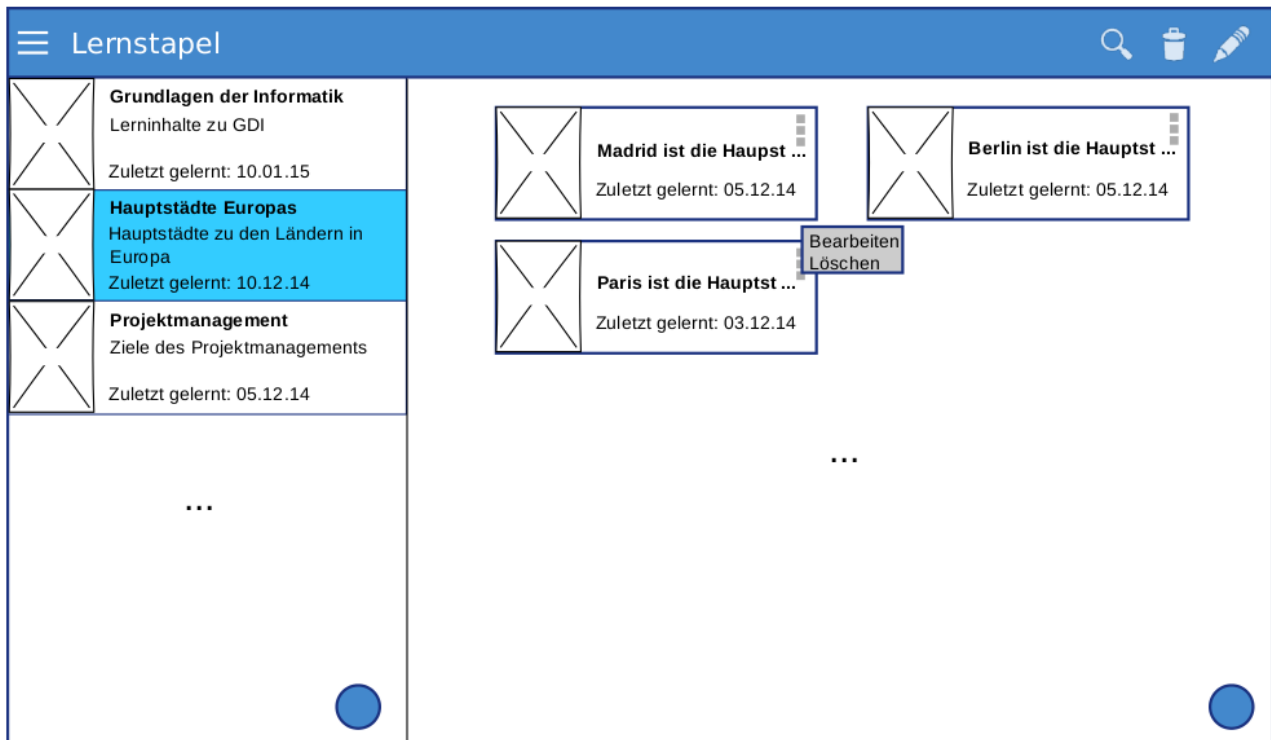 Lernstapel
Grundlagen der Informatik
Lerninhalte zu GDI
Zuletzt gelernt: 10.01.15
Hauptstädte Europas
Hauptstädte zu den Ländern in
Europa
Zuletzt gelernt: 10.12.14
Projektmanagement
Ziele des Projektmanagements
Zuletzt gelernt: 05.12.14
...
Madrid ist die Haupst ...
Zuletzt gelernt: 05.12.14
Berlin ist die Hauptst ...
Zuletzt gelernt: 05.12.14
Bearbeiten
Löschen
Paris ist die Hauptst ...
Zuletzt gelernt: 03.12.14
...